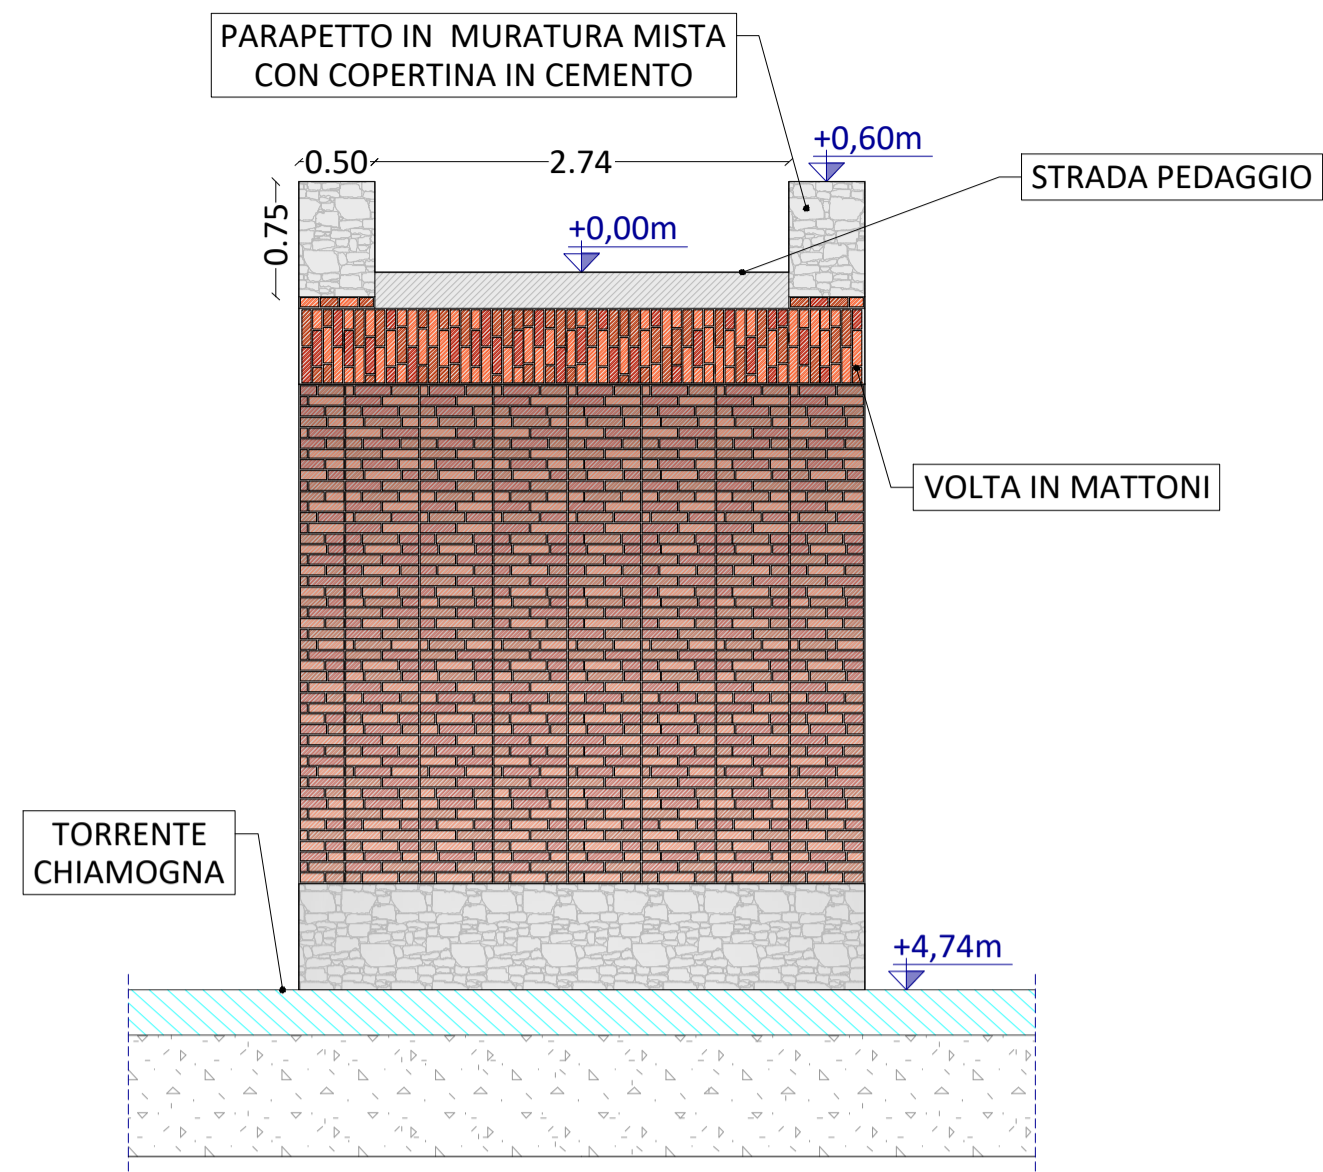 PARAPETTO IN MURATURA MISTA
CON COPERTINA IN CEMENTO
+0,60m
0.50
2.74
STRADA PEDAGGIO
0.75
+0,00m
VOLTA IN MATTONI
TORRENTE
CHIAMOGNA
+4,74m